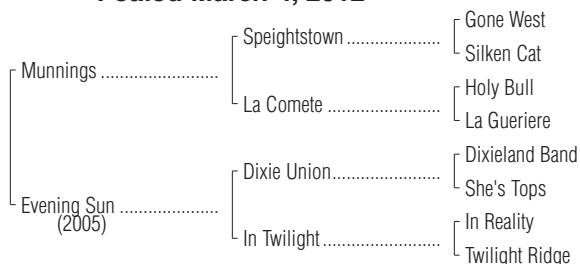 Foaled March 4, 2012
Gone West
Speightstown
Silken Cat
Munnings
Holy Bull
La Comete
La Gueriere
Dixieland Band
Dixie Union
She's Tops
Evening Sun
(2005)
In Reality
In Twilight
Twilight Ridge